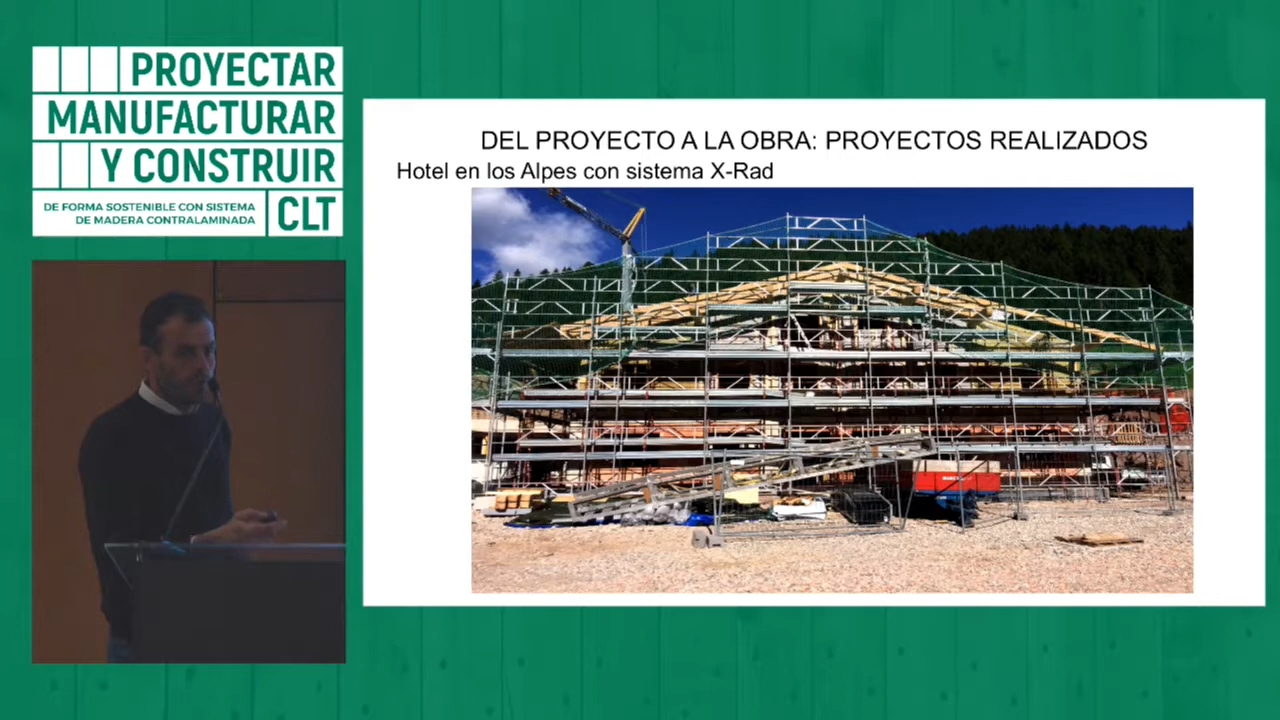 PROYECTAR
MANUFACTURAR
Y CONSTRUIR
DE FORMA SOSTENIBLE CON SISTEMA
DE MADERA CONTRALAMINADA
CLT
DEL PROYECTO A LA OBRA: PROYECTOS REALIZADOS
Hotel en los Alpes con sistema X-Rad